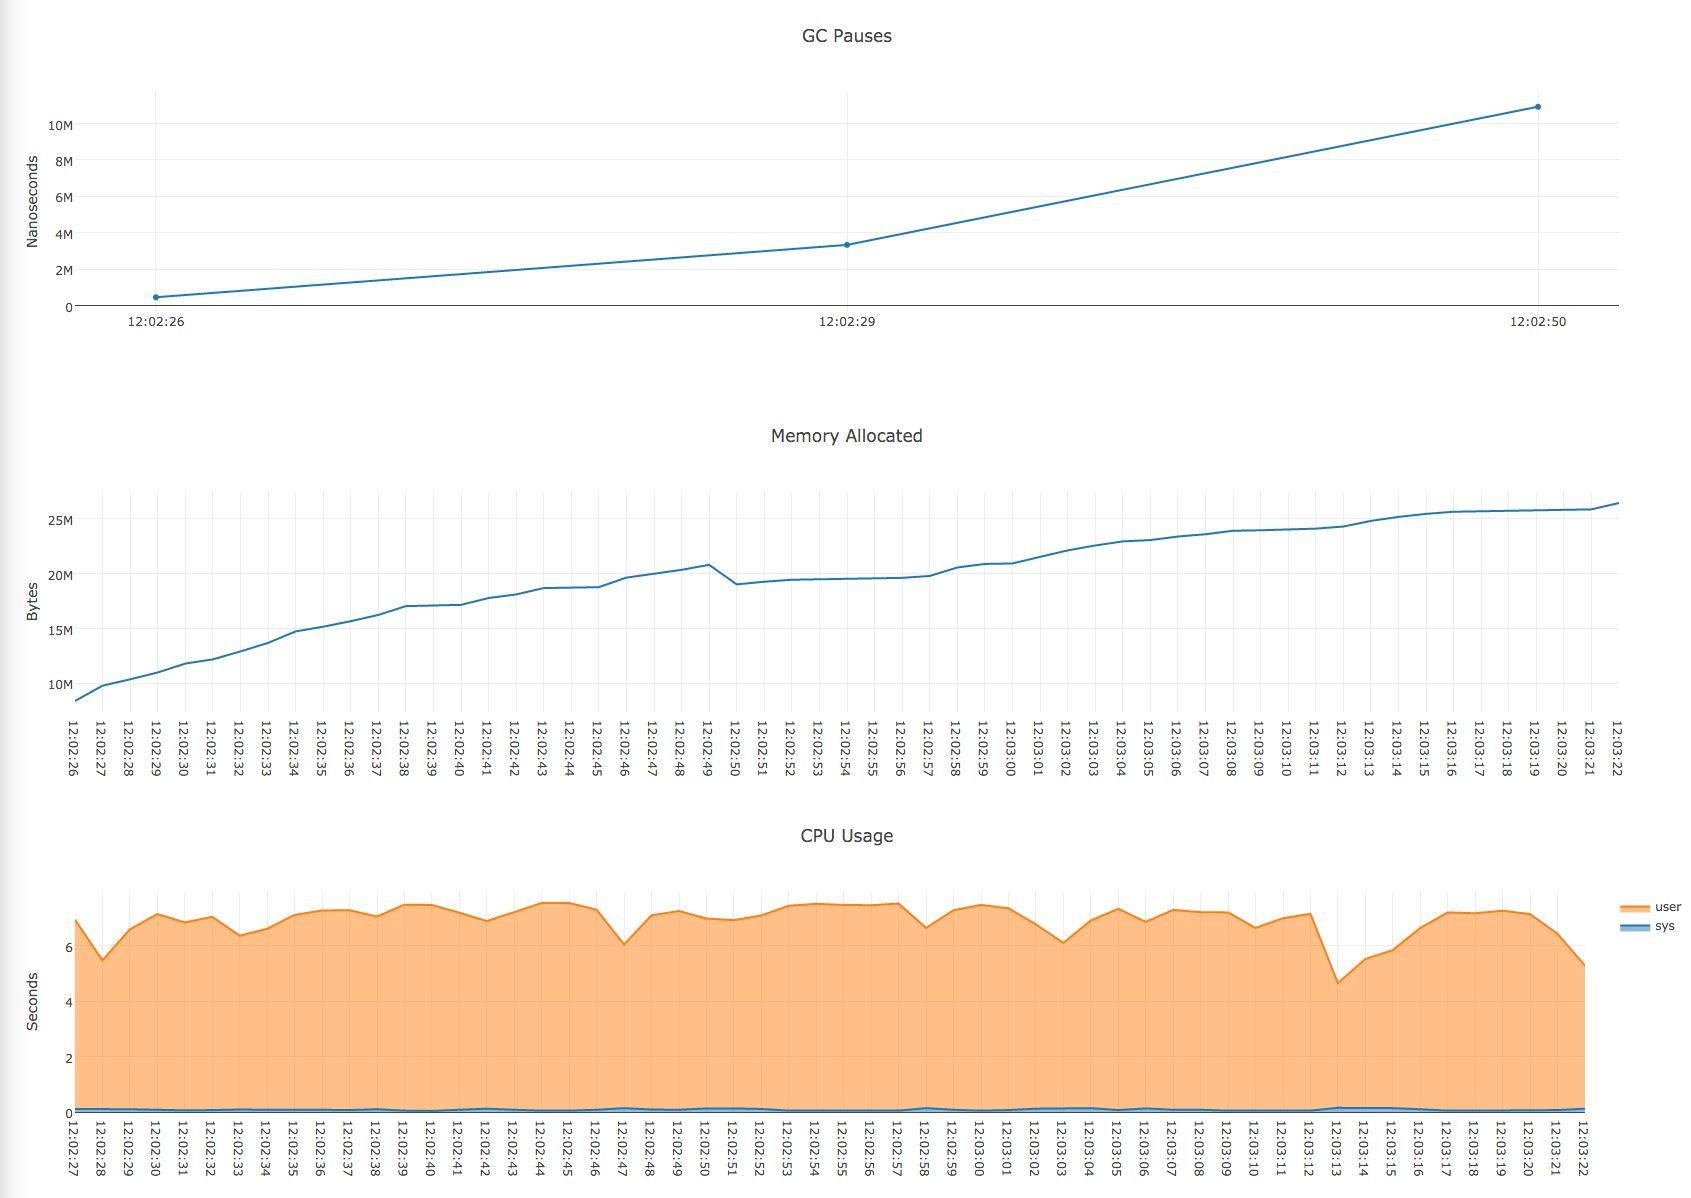 GC Pauses
Nanoseconds
10M
8M
6M
4M
2M
0
12:02:26 12:02:29 12:02:50
Memory Allocated
Bytes
25M
20M
15M
10M
12:02:26 12:02:27 12:02:28 12:02:29 12:02:30 12:02:31 12:02:32 12:02:33 12:02:34 12:02:35 12:02:36 12:02:37 12:02:38 12:02:39 12:02:40 12:02:41 12:02:42 12:02:43 12:02:44 12:02:45 12:02:46 12:02:47 12:02:48 12:02:49 12:02:50 12:02:51 12:02:52 12:02:53 12:02:54 12:02:55 12:02:56 12:02:57 12:02:58 12:02:59 12:03:00 12:03:01 12:03:02 12:03:03 12:03:04 12:03:05 12:03:06 12:03:07 12:03:08 12:03:09 12:03:10 12:03:11 12:03:12 12:03:13 12:03:14 12:03:15 12:03:16 12:03:17 12:03:18 12:03:19 12:03:20 12:03:21 12:03:22
CPU Usage
user
sys
Seconds
6
4
2
0
12:02:27 12:02:28 12:02:29 12:02:30 12:02:31 12:02:32 12:02:33 12:02:34 12:02:35 12:02:36 12:02:37 12:02:38 12:02:39 12:02:40 12:02:41 12:02:42 12:02:43 12:02:44 12:02:45 12:02:46 12:02:47 12:02:48 12:02:49 12:02:50 12:02:51 12:02:52 12:02:53 12:02:54 12:02:55 12:02:56 12:02:57 12:02:58 12:02:59 12:03:00 12:03:01 12:03:02 12:03:03 12:03:04 12:03:05 12:03:06 12:03:07 12:03:08 12:03:09 12:03:10 12:03:11 12:03:12 12:03:13 12:03:14 12:03:15 12:03:16 12:03:17 12:03:18 12:03:19 12:03:20 12:03:21 12:03:22